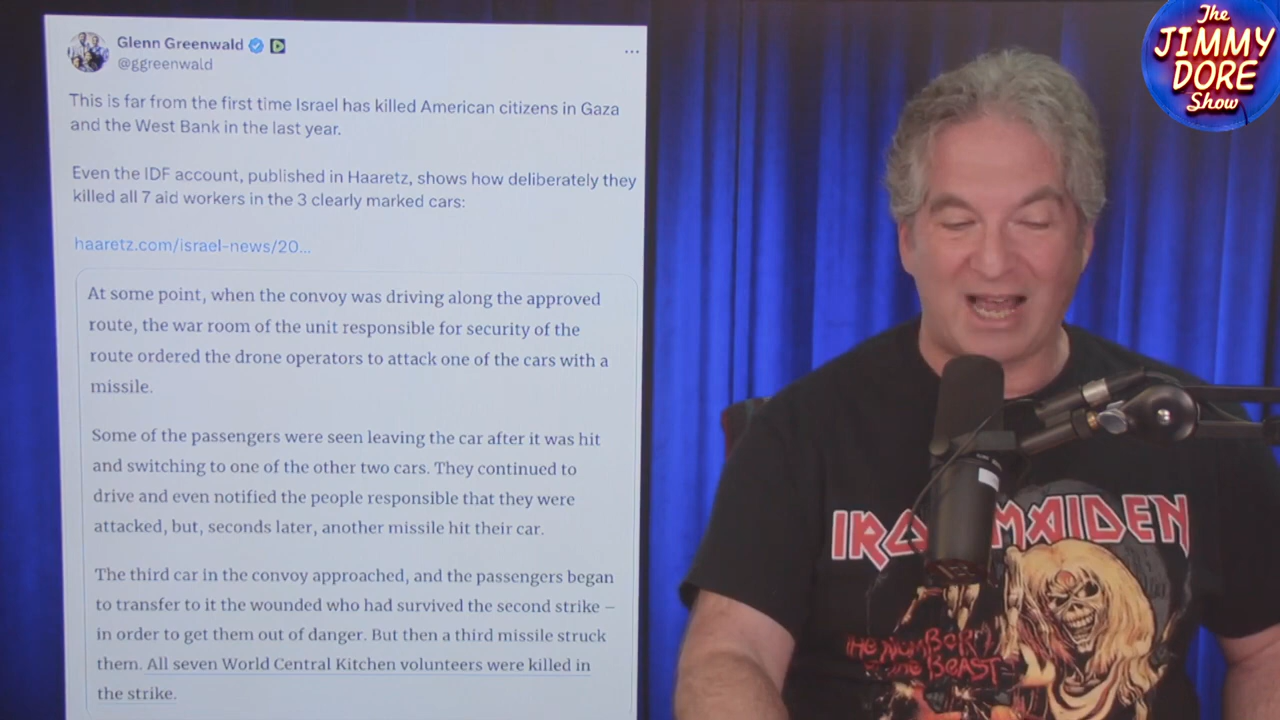 Glenn Greenwald
@ggreenwald
This is far from the first time Israel has killed American citizens in Gaza
and the West Bank in the last year.
Even the IDF account, published in Haaretz, shows how deliberately they
killed all 7 aid workers in the 3 clearly marked cars:
haaretz.com/israel-news/20...
At some point, when the convoy was driving along the approved
route, the war room of the unit responsible for security of the
route ordered the drone operators to attack one of the cars with a
missile.
Some of the passengers were seen leaving the car after it was hit
and switching to one of the other two cars. They continued to
drive and even notified the people responsible that they were
attacked, but, seconds later, another missile hit their car.
The third car in the convoy approached, and the passengers began
to transfer to it the wounded who had survived the second strike –
in order to get them out of danger. But then a third missile struck
them. All seven World Central Kitchen volunteers were killed in
the strike.
The
JIMMY
DORE
Show
MAIDEN
THE NUMBER
BEAST